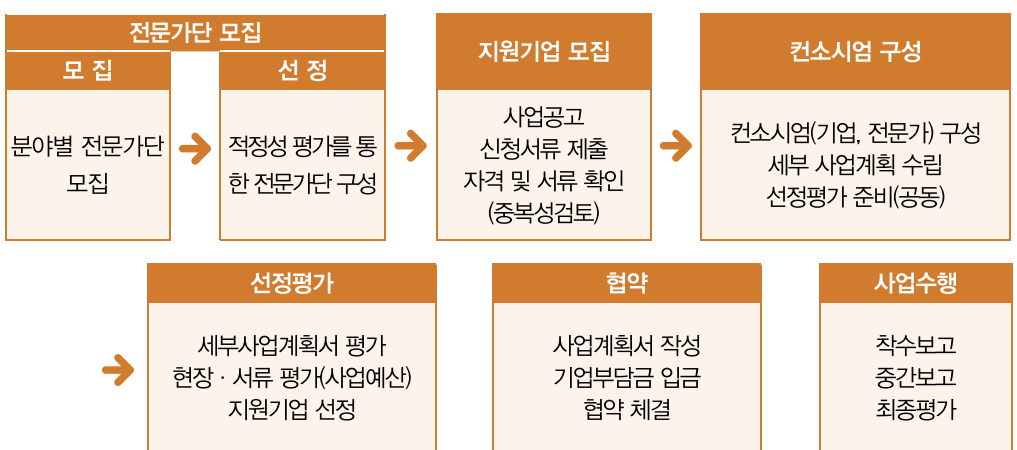 전문가단 모집
모 집
분야별 전문가단
모집
선 정
적정성 평가를 통
한 전문가단 구성
지원기업 모집
사업공고
신청서류 제출
자격 및 서류 확인
(중복성검토)
컨소시엄 구성
컨소시엄(기업, 전문가) 구성
세부 사업계획 수립
선정평가 준비(공동)
선정평가
세부사업계획서 평가
현장 · 서류 평가(사업예산)
지원기업 선정
협약
사업계획서 작성
기업부담금 입금
협약 체결
사업수행
착수보고
중간보고
최종평가